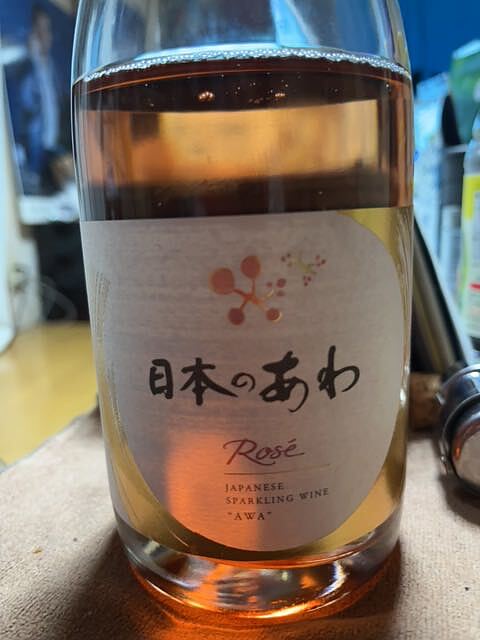 日本のあわ
Rosé
JAPANESE
SPARKLING WINE
"AWA"